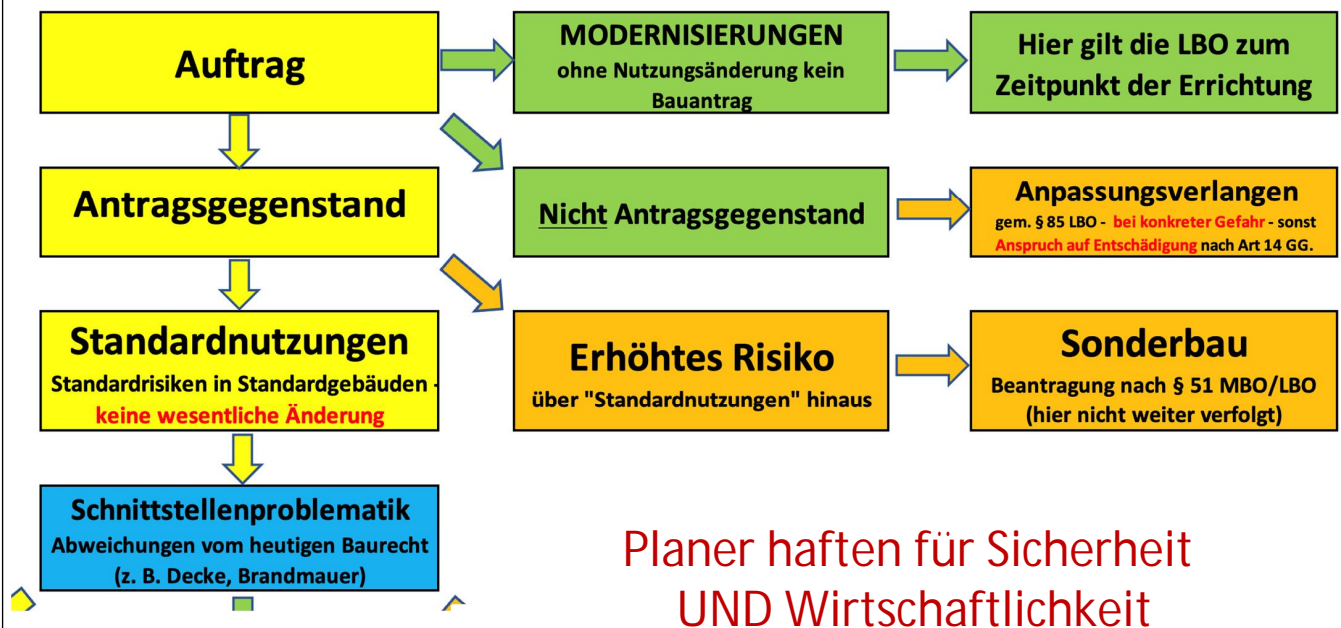 Auftrag
MODERNISIERUNGEN
ohne Nutzungsänderung kein
Bauantrag
Hier gilt die LBO zum
Zeitpunkt der Errichtung
Antragsgegenstand
Nicht Antragsgegenstand
Anpassungsverlangen
gem. § 85 LBO - bei konkreter Gefahr - sonst
Anspruch auf Entschädigung nach Art 14 GG.
Standardnutzungen
Standardrisiken in Standardgebäuden -
keine wesentliche Änderung
Erhöhtes Risiko
über "Standardnutzungen" hinaus
Sonderbau
Beantragung nach § 51 MBO/LBO
(hier nicht weiter verfolgt)
Schnittstellenproblematik
Abweichungen vom heutigen Baurecht
(z. B. Decke, Brandmauer)
Planer haften für Sicherheit
UND Wirtschaftlichkeit